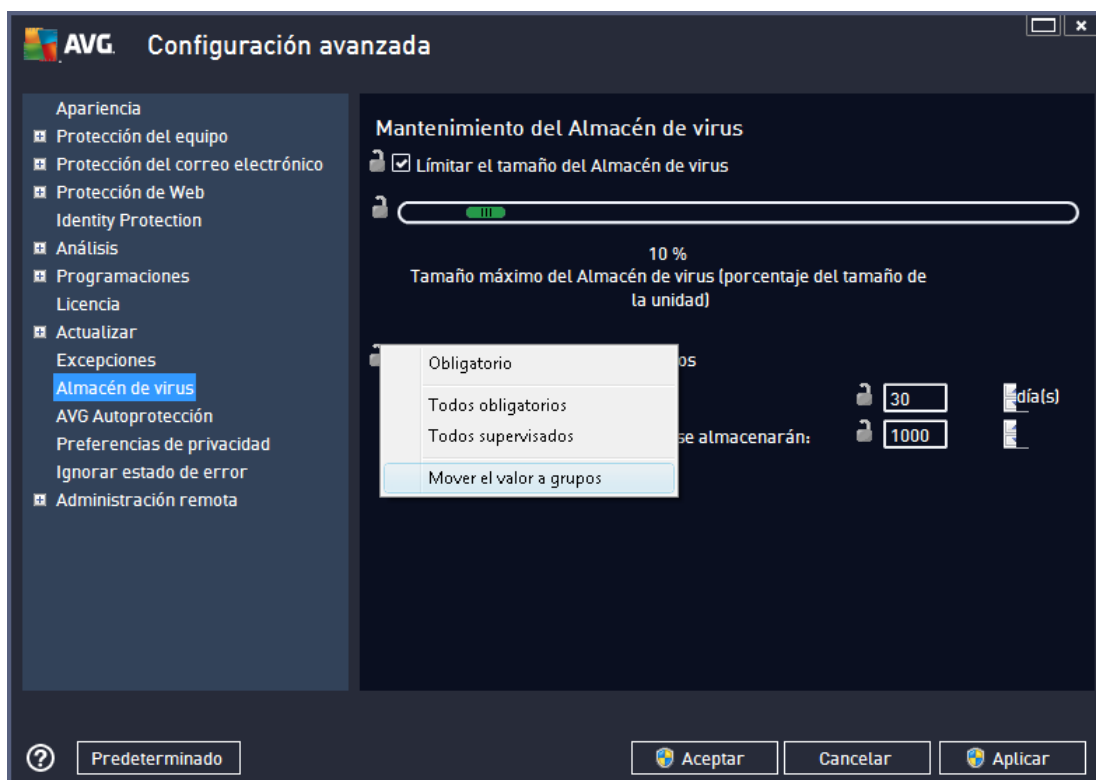 AVG. Configuración avanzada
Apariencia
Protección del equipo
Protección del correo electrónico
Protección de Web
Identity Protection
Análisis
Programaciones
Licencia
Actualizar
Excepciones
Almacén de virus
AVG Autoprotección
Preferencias de privacidad
Ignorar estado de error
Administración remota
Mantenimiento del Almacén de virus
Límitar el tamaño del Almacén de virus
10 %
Tamaño máximo del Almacén de virus (porcentaje del tamaño de
la unidad)
Obligatorio
Todos obligatorios
Todos supervisados
Mover el valor a grupos
30 día(s)
se almacenarán: 1000
Predeterminado
Aceptar
Cancelar
Aplicar